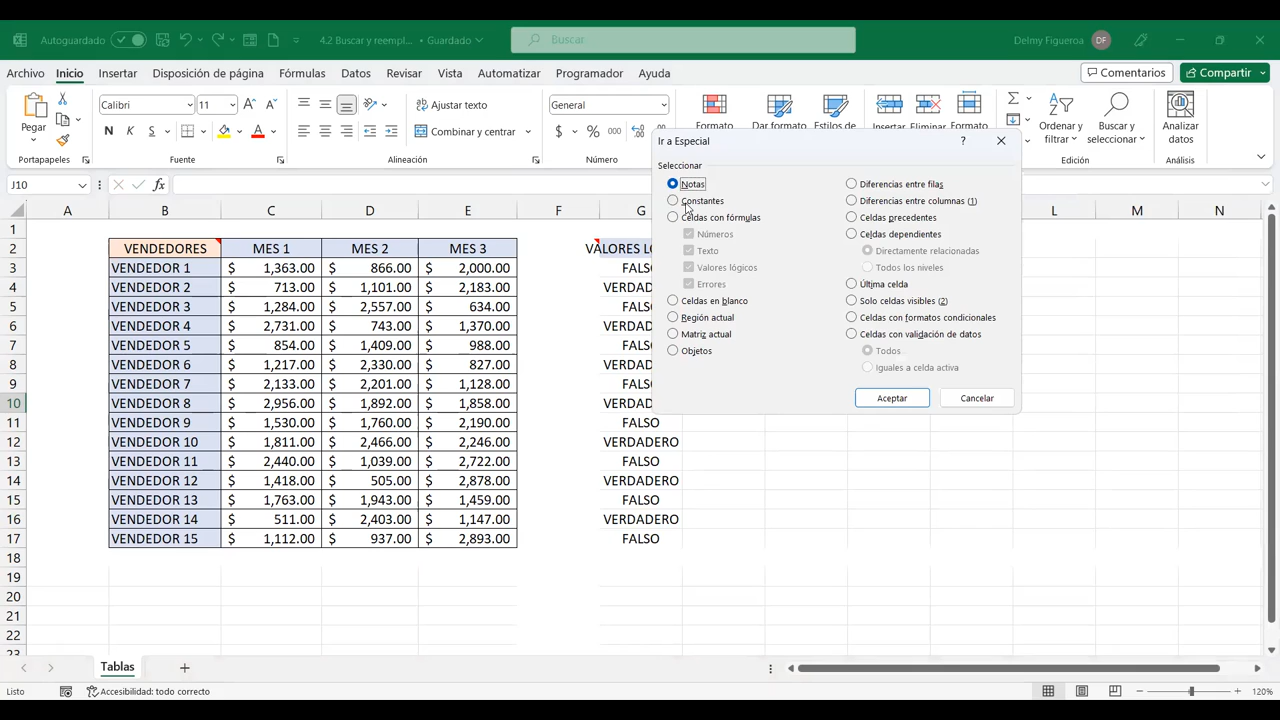 Autoguardado
4.2 Buscar y reempl... • Guardado
Buscar
Delmy Figueroa
DF
Archivo
Inicio
Insertar
Disposición de página
Fórmulas
Datos
Revisar
Vista
Automatizar
Programador
Ayuda
Comentarios
Compartir
Pegar
Calibri
11
N
K
S
Ajustar texto
Combinar y centrar
General
$
%
000
Formato
Dar formato
Estilos de
Insertar
Eliminar
Formato
Ordenar y
filtrar
Buscar y
seleccionar
Analizar
datos
Portapapeles
Fuente
Alineación
Número
Edición
Análisis
J10
fx
Ir a Especial
?
Seleccionar
Notas
Constantes
Celdas con fórmulas
Números
Texto
Valores lógicos
Errores
Celdas en blanco
Región actual
Matriz actual
Objetos
Diferencias entre filas
Diferencias entre columnas (1)
Celdas precedentes
Celdas dependientes
Directamente relacionadas
Todos los niveles
Última celda
Solo celdas visibles (2)
Celdas con formatos condicionales
Celdas con validación de datos
Todos
Iguales a celda activa
Aceptar
Cancelar
A B C D E F G L M N
1
2 VENDEDORES MES 1 MES 2 MES 3 VALORES LO
3 VENDEDOR 1 $ 1,363.00 $ 866.00 $ 2,000.00 FALSO
4 VENDEDOR 2 $ 713.00 $ 1,101.00 $ 2,183.00 VERDAD
5 VENDEDOR 3 $ 1,284.00 $ 2,557.00 $ 634.00 FALSO
6 VENDEDOR 4 $ 2,731.00 $ 743.00 $ 1,370.00 VERDAD
7 VENDEDOR 5 $ 854.00 $ 1,409.00 $ 988.00 FALSO
8 VENDEDOR 6 $ 1,217.00 $ 2,330.00 $ 827.00 VERDAD
9 VENDEDOR 7 $ 2,133.00 $ 2,201.00 $ 1,128.00 FALSO
10 VENDEDOR 8 $ 2,956.00 $ 1,892.00 $ 1,858.00 VERDAD
11 VENDEDOR 9 $ 1,530.00 $ 1,760.00 $ 2,190.00 FALSO
12 VENDEDOR 10 $ 1,811.00 $ 2,466.00 $ 2,246.00 VERDADERO
13 VENDEDOR 11 $ 2,440.00 $ 1,039.00 $ 2,722.00 FALSO
14 VENDEDOR 12 $ 1,418.00 $ 505.00 $ 2,878.00 VERDADERO
15 VENDEDOR 13 $ 1,763.00 $ 1,943.00 $ 1,459.00 FALSO
16 VENDEDOR 14 $ 511.00 $ 2,403.00 $ 1,147.00 VERDADERO
17 VENDEDOR 15 $ 1,112.00 $ 937.00 $ 2,893.00 FALSO
18
19
20
21
22
23
Tablas
Listo
Accesibilidad: todo correcto
120%